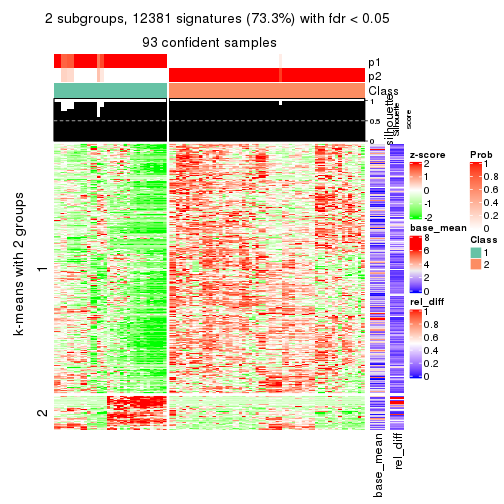 2 subgroups, 12381 signatures (73.3%) with fdr < 0.05
93 confident samples
p1
p2
Class
1
0.5
0
silhouette
Silhouette
score
k-means with 2 groups
1
2
base_mean
rel_diff
z-score
2
1
0
-1
-2
base_mean
8
6
4
2
0
rel_diff
1
0.8
0.6
0.4
0.2
0
Prob
1
0.8
0.6
0.4
0.2
0
Class
1
2